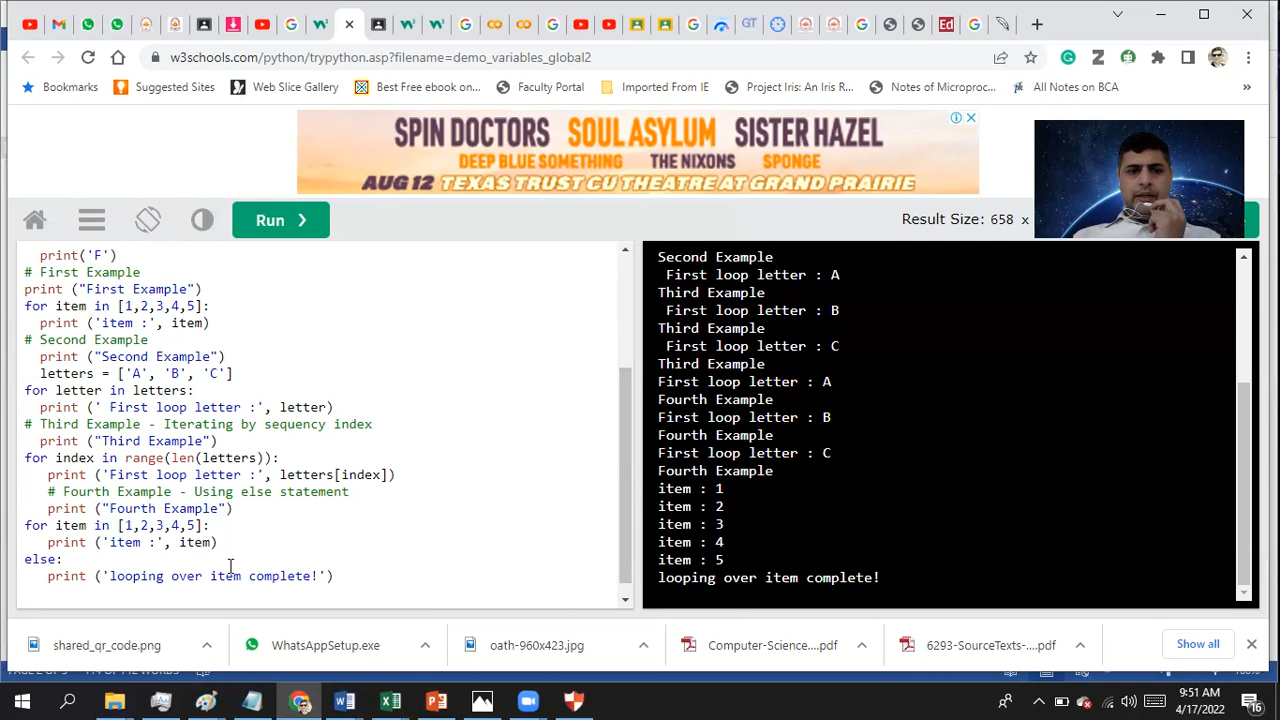 w3schools.com/python/trypython.asp?filename=demo_variables_global2
Bookmarks Suggested Sites Web Slice Gallery Best Free ebook on... Faculty Portal Imported From IE Project Iris: An Iris R... Notes of Microproc... All Notes on BCA »
SPIN DOCTORS SOUL ASYLUM SISTER HAZEL
DEEP BLUE SOMETHING THE NIXONS SPONGE
AUG 12 TEXAS TRUST CU THEATRE AT GRAND PRAIRIE
Run ❯
Result Size: 658 x
print('F')
# First Example
print ("First Example")
for item in [1,2,3,4,5]:
print ('item :', item)
# Second Example
print ("Second Example")
letters = ['A', 'B', 'C']
for letter in letters:
print (' First loop letter :', letter)
# Third Example - Iterating by sequency index
print ("Third Example")
for index in range(len(letters)):
print ('First loop letter :', letters[index])
# Fourth Example - Using else statement
print ("Fourth Example")
for item in [1,2,3,4,5]:
print ('item :', item)
else:
print ('looping over item complete!')
Second Example
First loop letter : A
Third Example
First loop letter : B
Third Example
First loop letter : C
Third Example
First loop letter : A
Fourth Example
First loop letter : B
Fourth Example
First loop letter : C
Fourth Example
item : 1
item : 2
item : 3
item : 4
item : 5
looping over item complete!
shared_qr_code.png WhatsAppSetup.exe oath-960x423.jpg Computer-Science....pdf 6293-SourceTexts-....pdf Show all
9:51 AM
4/17/2022
16